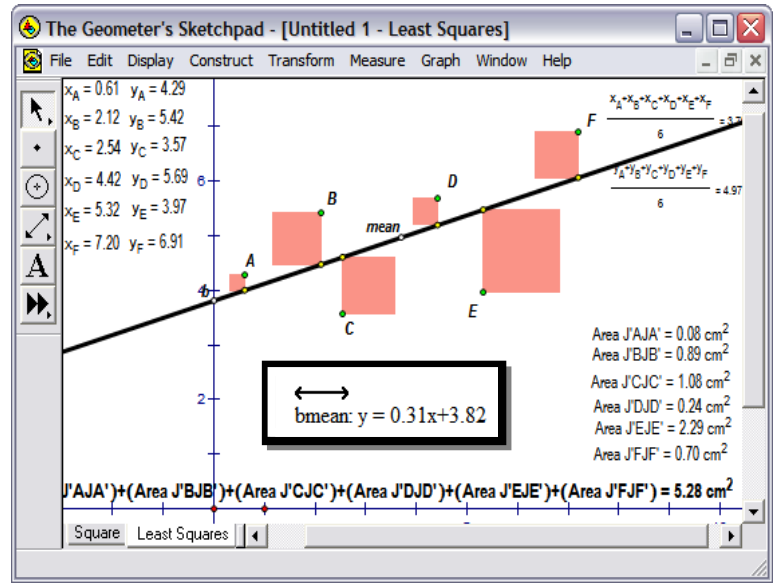 The Geometer's Sketchpad - [Untitled 1 - Least Squares]
File Edit Display Construct Transform Measure Graph Window Help
xA = 0.61 yA = 4.29
xB = 2.12 yB = 5.42
xC = 2.54 yC = 3.57
xD = 4.42 yD = 5.69
xE = 5.32 yE = 3.97
xF = 7.20 yF = 6.91
xA+xB+xC+xD+xE+xF
6
= 3.7
yA+yB+yC+yD+yE+yF
6
= 4.97
F
6
D
B
mean
A
4
b
E
C
2
A
bmean: y = 0.31x+3.82
Area J'AJA' = 0.08 cm²
Area J'BJB' = 0.89 cm²
Area J'CJC' = 1.08 cm²
Area J'DJD' = 0.24 cm²
Area J'EJE' = 2.29 cm²
Area J'FJF' = 0.70 cm²
J'AJA')+(Area J'BJB')+(Area J'CJC')+(Area J'DJD')+(Area J'EJE')+(Area J'FJF') = 5.28 cm²
Square Least Squares